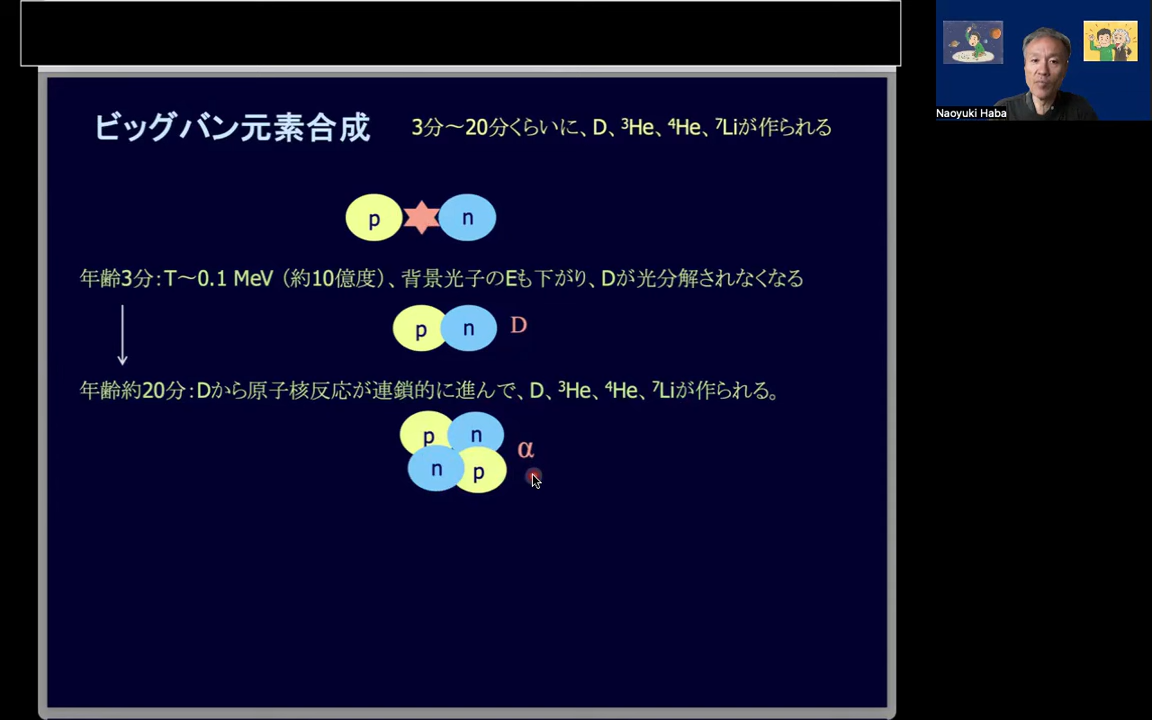 ビッグバン元素合成
3分～20分くらいに、D、³He、⁴He、⁷Liが作られる
p
n
年齢3分：T～0.1 MeV（約10億度）、背景光子のEも下がり、Dが光分解されなくなる
p
n
D
年齢約20分：Dから原子核反応が連鎖的に進んで、D、³He、⁴He、⁷Liが作られる。
p
n
α
n
p
Naoyuki Haba